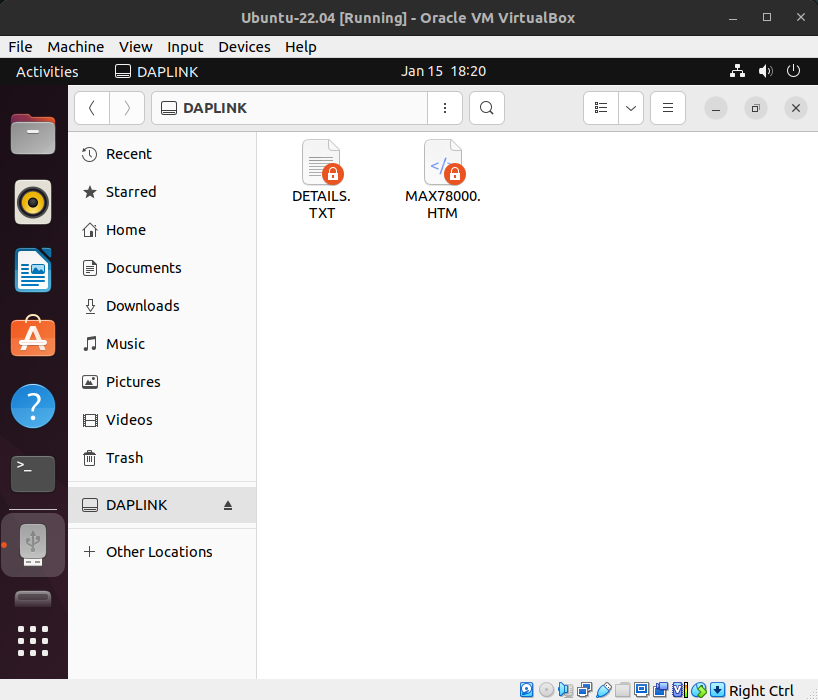 Ubuntu-22.04 [Running] - Oracle VM VirtualBox
File Machine View Input Devices Help
Activities DAPLINK Jan 15 18:20
DAPLINK
Recent
Starred
Home
Documents
Downloads
Music
Pictures
Videos
Trash
DAPLINK
Other Locations
DETAILS.
TXT
MAX78000.
HTM
Right Ctrl